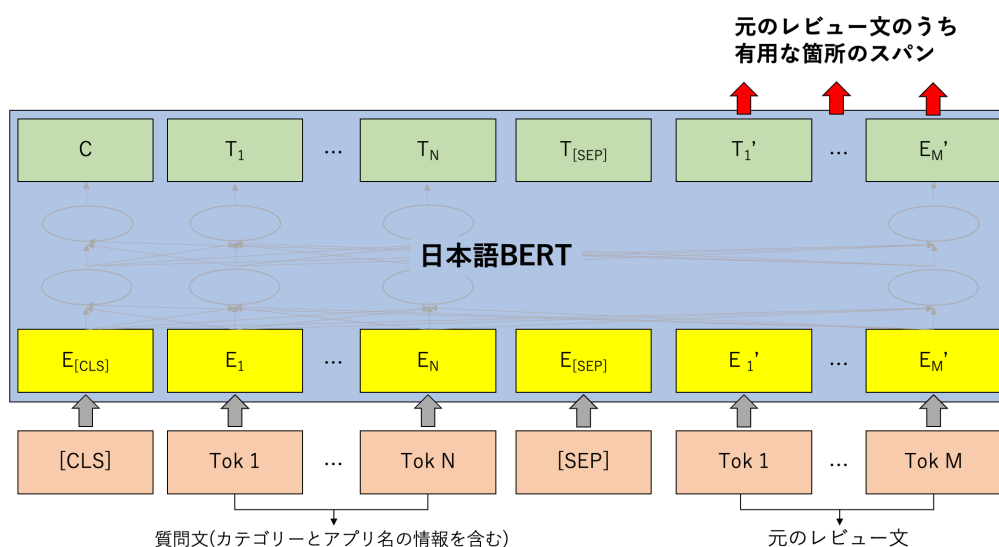 元のレビュー文のうち
有用な箇所のスパン
C T1 … TN T[SEP] T1’ … EM’
日本語BERT
E[CLS] E1 … EN E[SEP] E1’ … EM’
[CLS] Tok 1 … Tok N [SEP] Tok 1 … Tok M
質問文(カテゴリーとアプリ名の情報を含む) 元のレビュー文